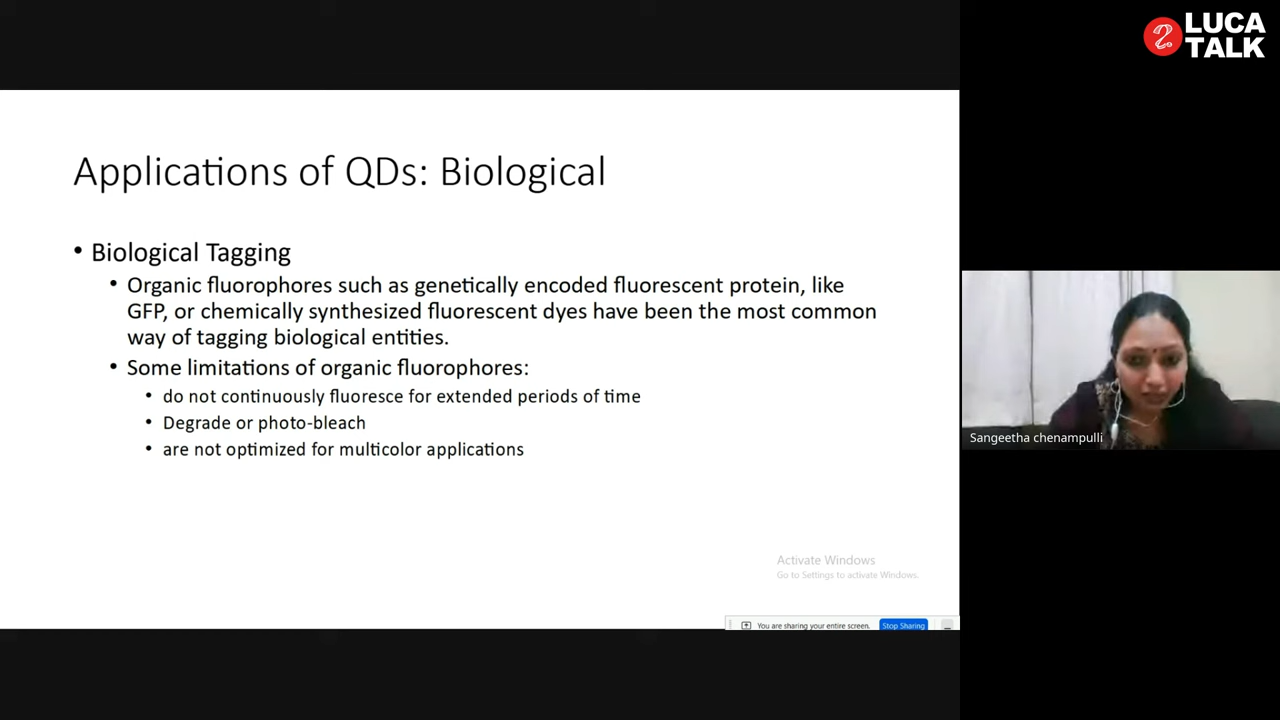 LUCA
TALK
Applications of QDs: Biological
• Biological Tagging
• Organic fluorophores such as genetically encoded fluorescent protein, like
GFP, or chemically synthesized fluorescent dyes have been the most common
way of tagging biological entities.
• Some limitations of organic fluorophores:
• do not continuously fluoresce for extended periods of time
• Degrade or photo-bleach
• are not optimized for multicolor applications
Activate Windows
Go to Settings to activate Windows.
You are sharing your entire screen.
Stop Sharing
Sangeetha chenampulli